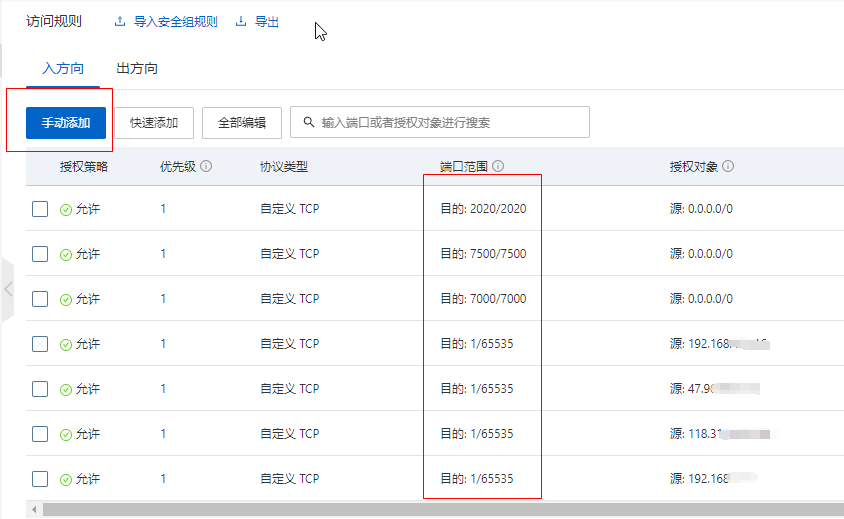 访问规则 导入安全组规则 导出
入方向 出方向
手动添加 快速添加 全部编辑 输入端口或者授权对象进行搜索
授权策略 优先级 协议类型 端口范围 授权对象
允许 1 自定义 TCP 目的: 2020/2020 源: 0.0.0.0/0
允许 1 自定义 TCP 目的: 7500/7500 源: 0.0.0.0/0
允许 1 自定义 TCP 目的: 7000/7000 源: 0.0.0.0/0
允许 1 自定义 TCP 目的: 1/65535 源: 192.168.
允许 1 自定义 TCP 目的: 1/65535 源: 47.9
允许 1 自定义 TCP 目的: 1/65535 源: 118.31
允许 1 自定义 TCP 目的: 1/65535 源: 192.168